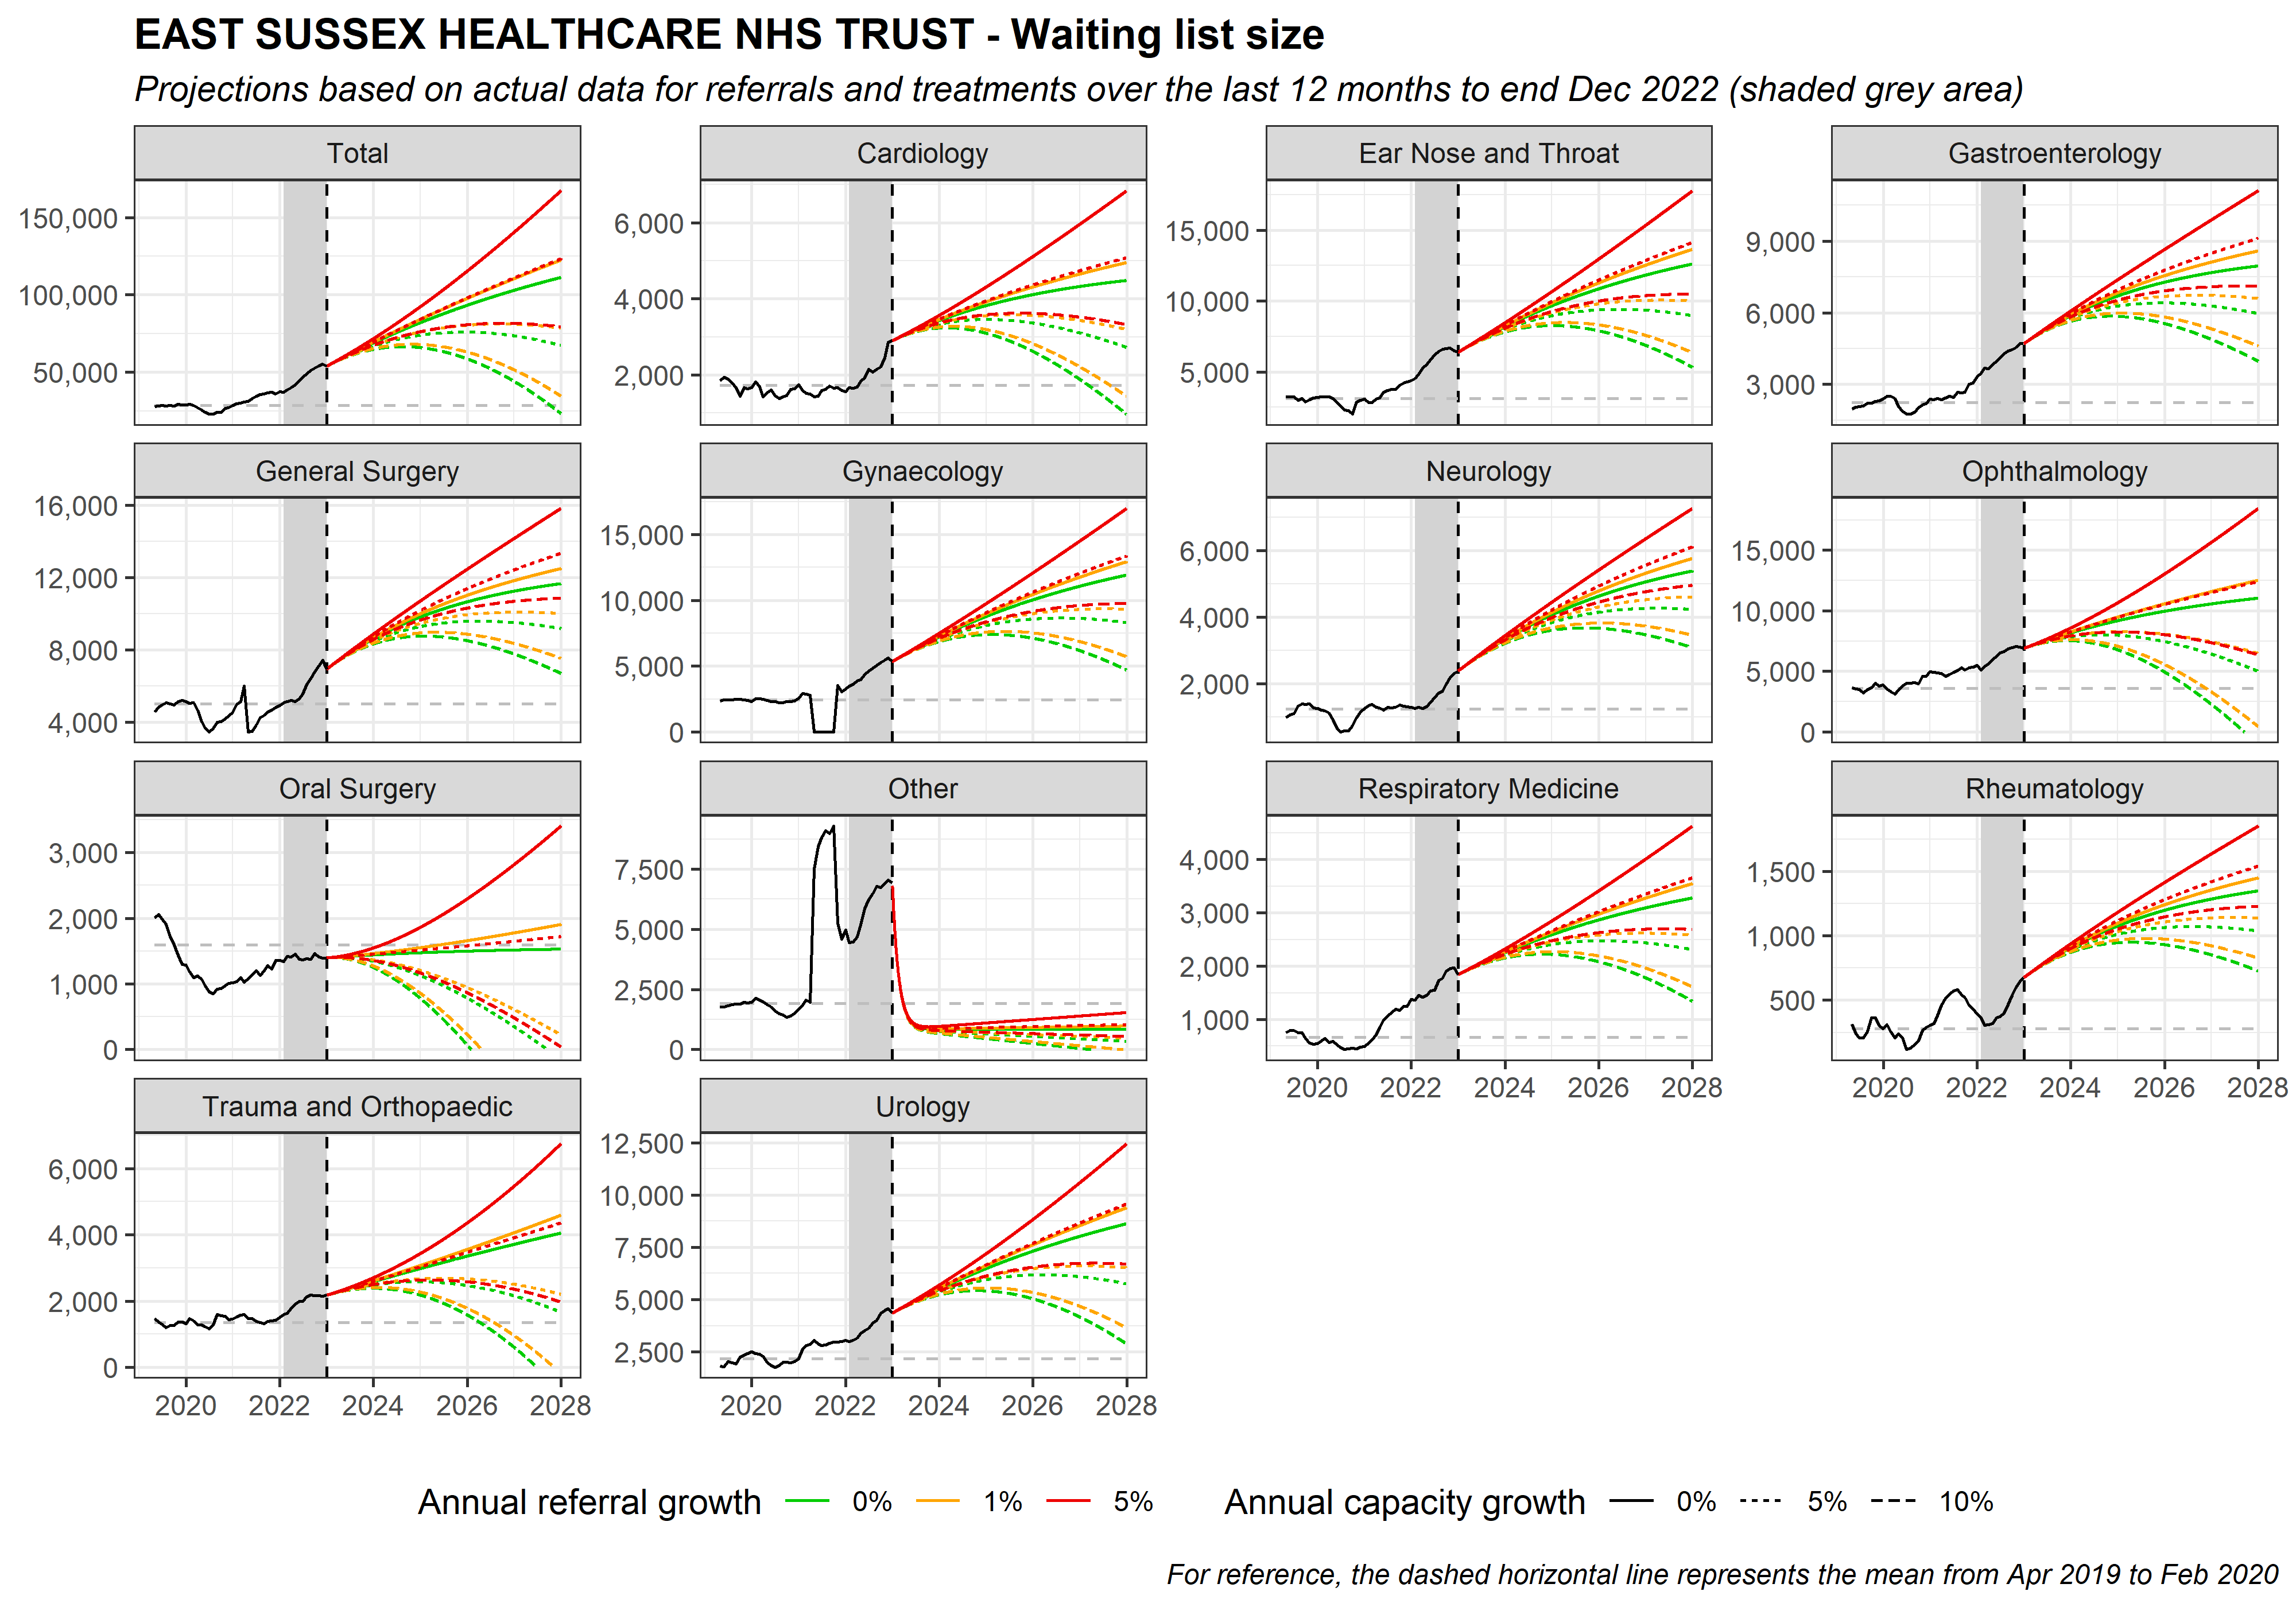 EAST SUSSEX HEALTHCARE NHS TRUST - Waiting list size
Projections based on actual data for referrals and treatments over the last 12 months to end Dec 2022 (shaded grey area)
Total
150,000
100,000
50,000
Cardiology
6,000
4,000
2,000
Ear Nose and Throat
15,000
10,000
5,000
Gastroenterology
9,000
6,000
3,000
General Surgery
16,000
12,000
8,000
4,000
Gynaecology
15,000
10,000
5,000
0
Neurology
6,000
4,000
2,000
Ophthalmology
15,000
10,000
5,000
0
Oral Surgery
3,000
2,000
1,000
0
Other
7,500
5,000
2,500
0
Respiratory Medicine
4,000
3,000
2,000
1,000
2020 2022 2024 2026 2028
Rheumatology
1,500
1,000
500
2020 2022 2024 2026 2028
Trauma and Orthopaedic
6,000
4,000
2,000
0
2020 2022 2024 2026 2028
Urology
12,500
10,000
7,500
5,000
2,500
2020 2022 2024 2026 2028
Annual referral growth 0% 1% 5% Annual capacity growth 0% 5% 10%
For reference, the dashed horizontal line represents the mean from Apr 2019 to Feb 2020